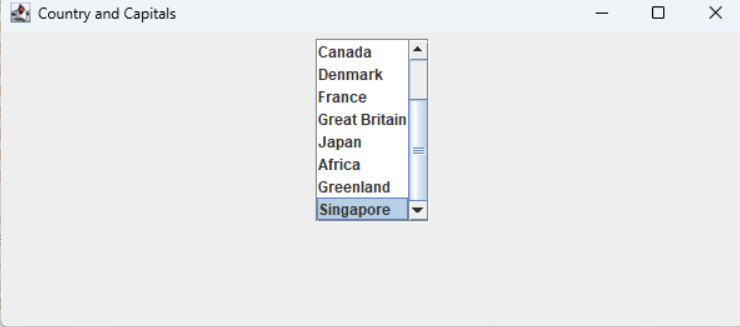 Country and Capitals
Canada
Denmark
France
Great Britain
Japan
Africa
Greenland
Singapore